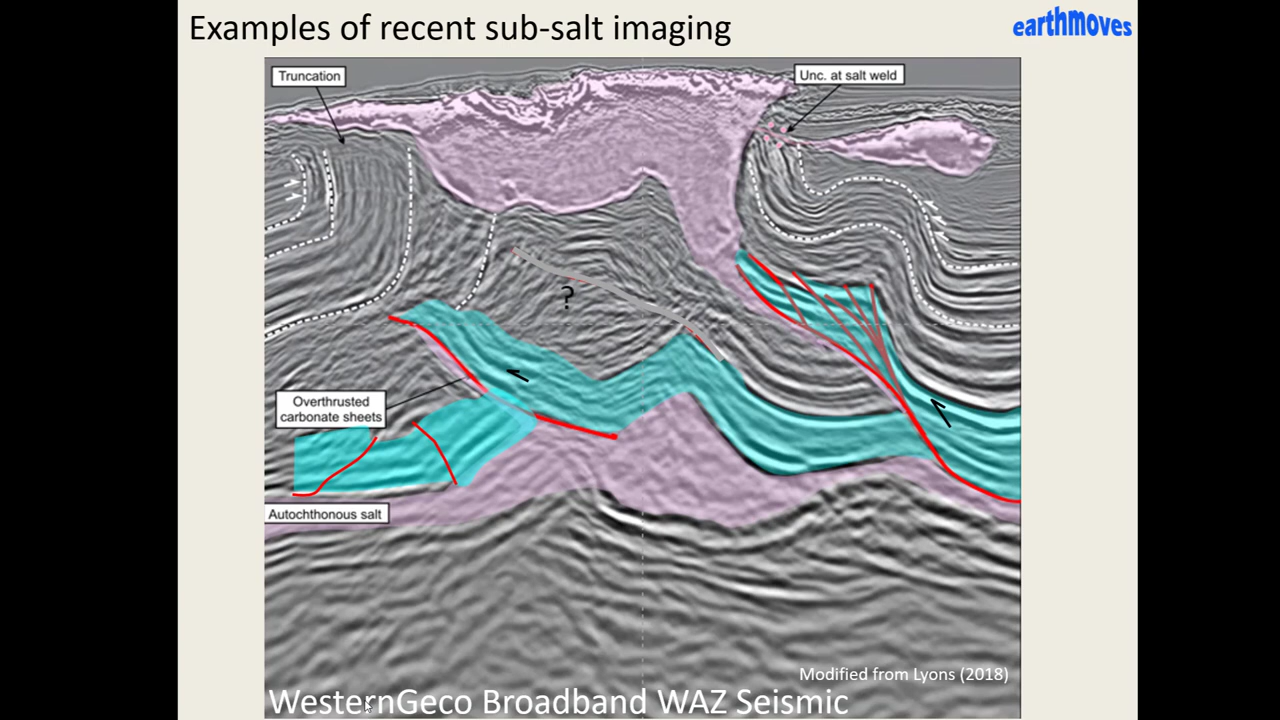 Examples of recent sub-salt imaging
earthmoves
Truncation
Unc. at salt weld
?
Overthrusted
carbonate sheets
Autochthonous salt
Modified from Lyons (2018)
WesternGeco Broadband WAZ Seismic